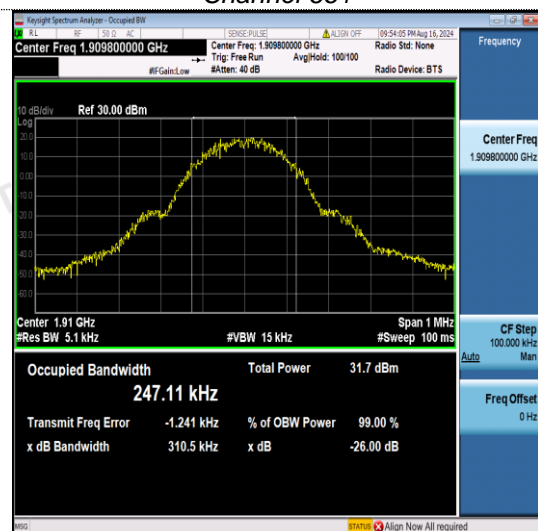 Keysight Spectrum Analyzer - Occupied BW
RL RF 50 Ω AC SENSE:PULSE ALIGN OFF 09:54:05 PM Aug 16, 2024
Center Freq 1.909800000 GHz
Center Freq: 1.909800000 GHz Radio Std: None
Trig: Free Run Avg|Hold: 100/100
#IFGain:Low #Atten: 40 dB Radio Device: BTS
10 dB/div Ref 30.00 dBm
Log
20.0
10.0
0.00
-10.0
-20.0
-30.0
-40.0
-50.0
-60.0
Center 1.91 GHz Span 1 MHz
#Res BW 5.1 kHz #VBW 15 kHz #Sweep 100 ms
Occupied Bandwidth Total Power 31.7 dBm
247.11 kHz
Transmit Freq Error -1.241 kHz % of OBW Power 99.00 %
x dB Bandwidth 310.5 kHz x dB -26.00 dB
MSG STATUS Align Now All required
Frequency
Center Freq
1.909800000 GHz
CF Step
100.000 kHz
Auto Man
Freq Offset
0 Hz